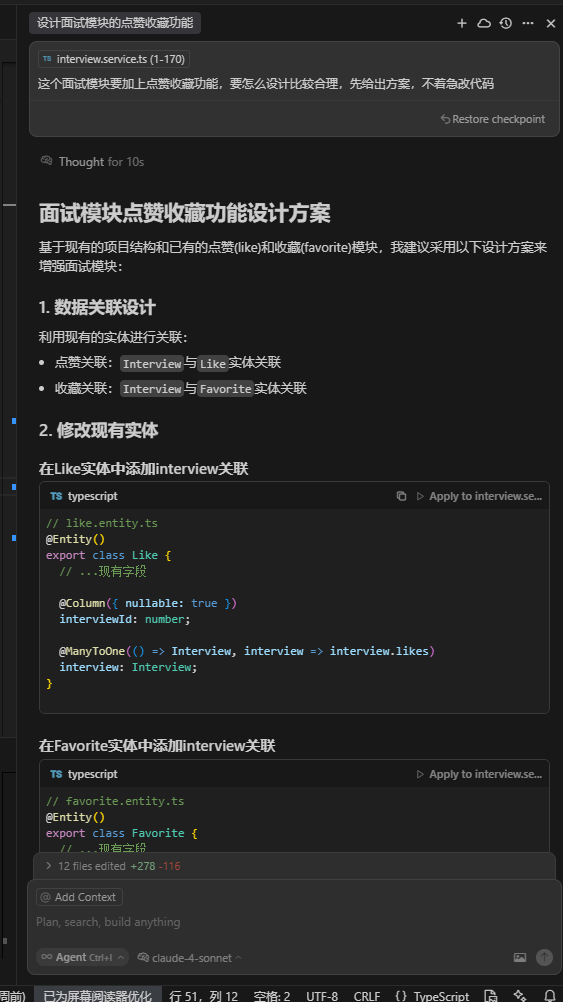 设计面试模块的点赞收藏功能
TS interview.service.ts (1-170)
这个面试模块要加上点赞收藏功能，要怎么设计比较合理，先给出方案，不着急改代码
Restore checkpoint
Thought for 10s
面试模块点赞收藏功能设计方案
基于现有的项目结构和已有的点赞(like)和收藏(favorite)模块，我建议采用以下设计方案来
增强面试模块：
1. 数据关联设计
利用现有的实体进行关联：
• 点赞关联：Interview与Like实体关联
• 收藏关联：Interview与Favorite实体关联
2. 修改现有实体
在Like实体中添加interview关联
TS typescript
Apply to interview.se...
// like.entity.ts
@Entity()
export class Like {
// ...现有字段
@Column({ nullable: true })
interviewId: number;
@ManyToOne(() => Interview, interview => interview.likes)
interview: Interview;
}
在Favorite实体中添加interview关联
TS typescript
Apply to interview.se...
// favorite.entity.ts
@Entity()
export class Favorite {
// ...现有字段
> 12 files edited +278 -116
@ Add Context
Plan, search, build anything
∞ Agent Ctrl+I
claude-4-sonnet
周前)
已为屏幕阅读器优化
行 51，列 12
空格: 2
UTF-8
CRLF
{} TypeScript